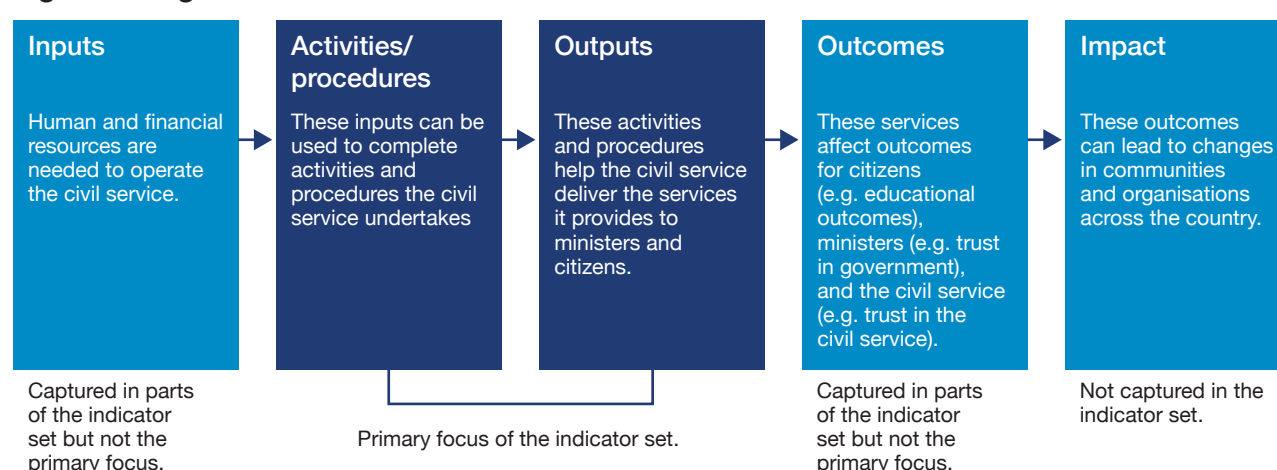 Inputs
Human and financial
resources are
needed to operate
the civil service.
Captured in parts
of the indicator
set but not the
primary focus.
Activities/
procedures
These inputs can be
used to complete
activities and
procedures the civil
service undertakes
Outputs
These activities
and procedures
help the civil service
deliver the services
it provides to
ministers and
citizens.
Primary focus of the indicator set.
Outcomes
These services
affect outcomes
for citizens
(e.g. educational
outcomes),
ministers (e.g. trust
in government),
and the civil service
(e.g. trust in the
civil service).
Captured in parts
of the indicator
set but not the
primary focus.
Impact
These outcomes
can lead to changes
in communities
and organisations
across the country.
Not captured in the
indicator set.